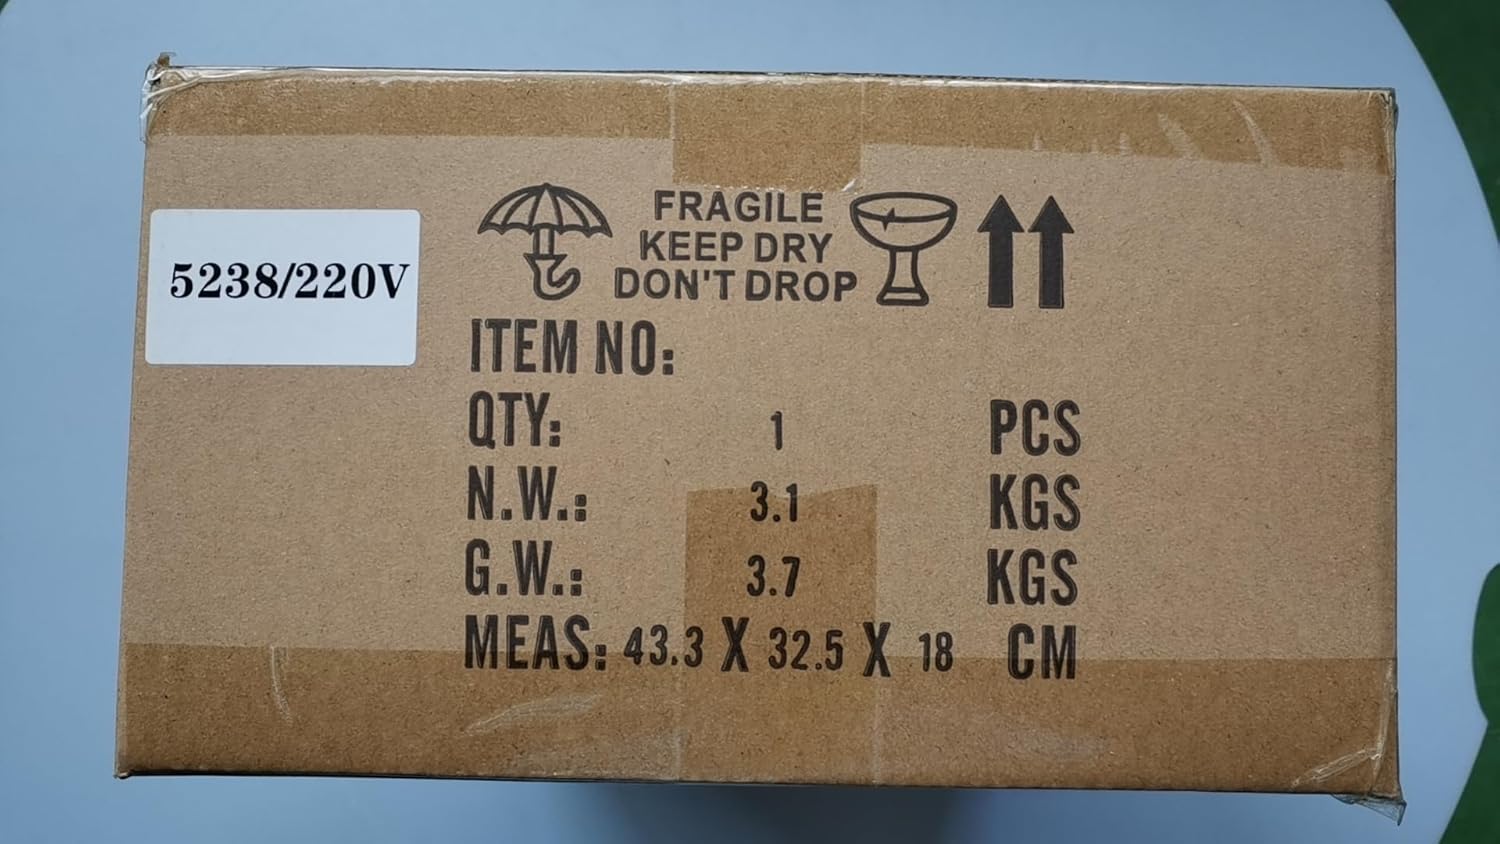 5238/220V
FRAGILE
KEEP DRY
DON'T DROP
ITEM NO:
QTY: 1 PCS
N.W.: 3.1 KGS
G.W.: 3.7 KGS
MEAS: 43.3 X 32.5 X 18 CM